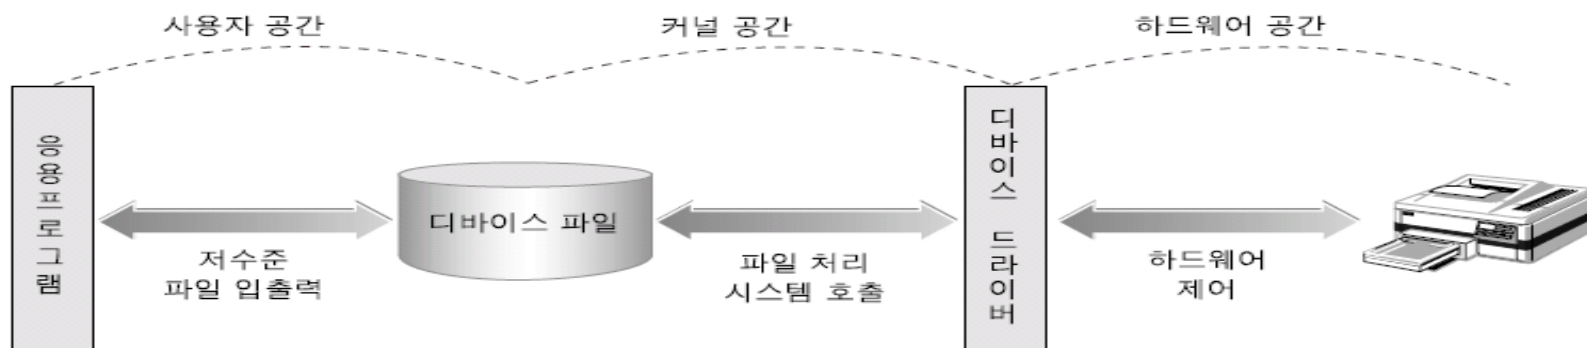 사용자 공간
커널 공간
하드웨어 공간
응용프로그램
저수준
파일 입출력
디바이스 파일
파일 처리
시스템 호출
디바이스 드라이버
하드웨어
제어